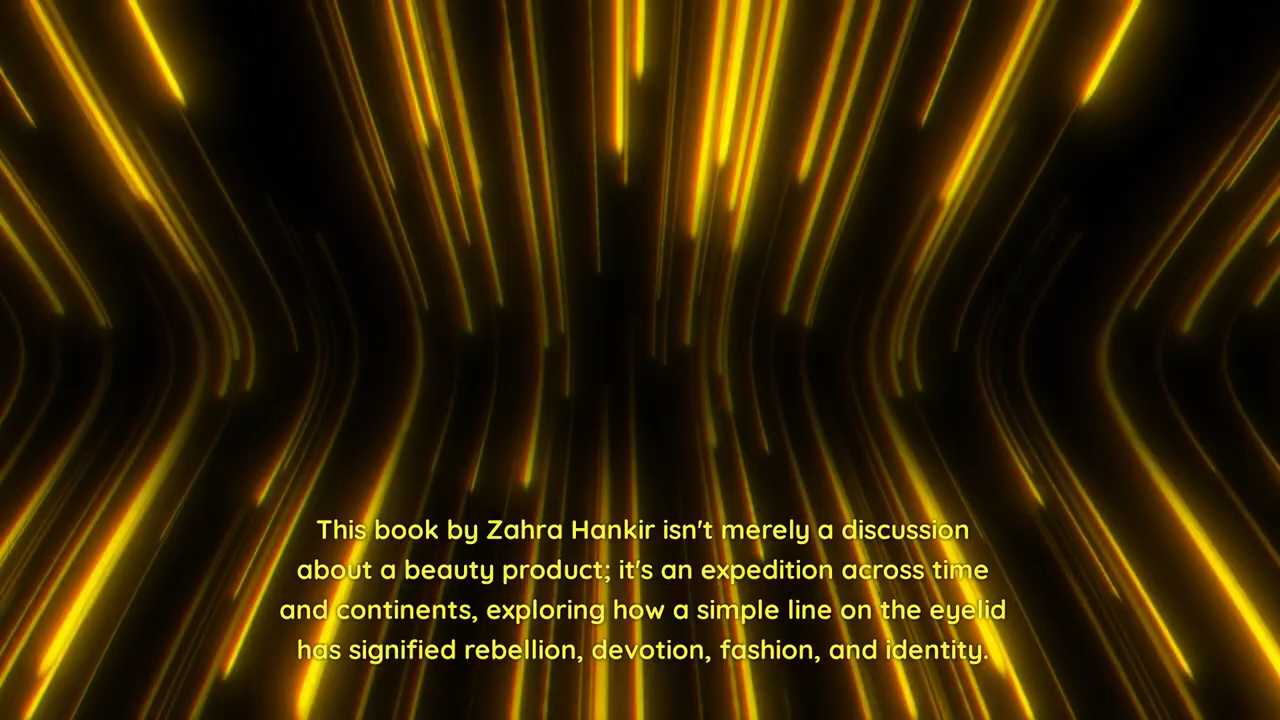 This book by Zahra Hankir isn't merely a discussion
about a beauty product; it's an expedition across time
and continents, exploring how a simple line on the eyelid
has signified rebellion, devotion, fashion, and identity.